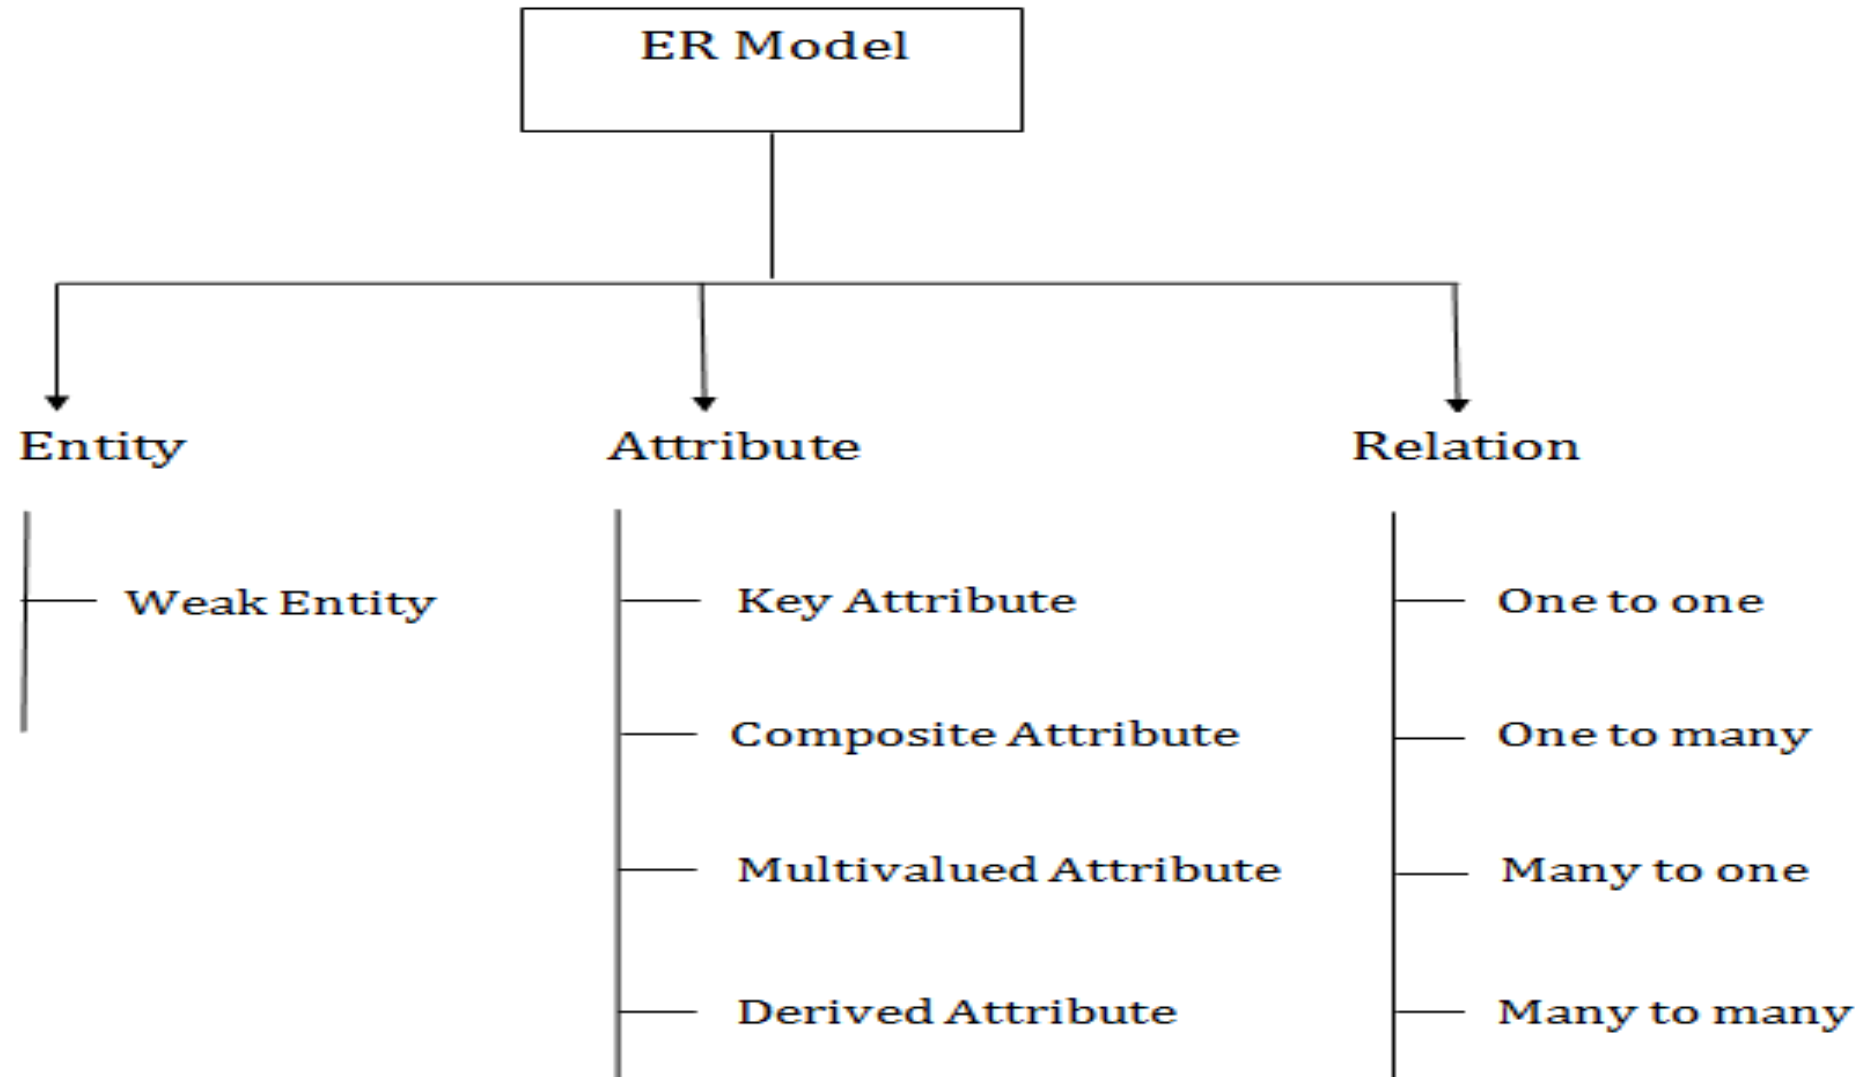 ER Model
Entity
Attribute
Relation
Weak Entity
Key Attribute
One to one
Composite Attribute
One to many
Multivalued Attribute
Many to one
Derived Attribute
Many to many